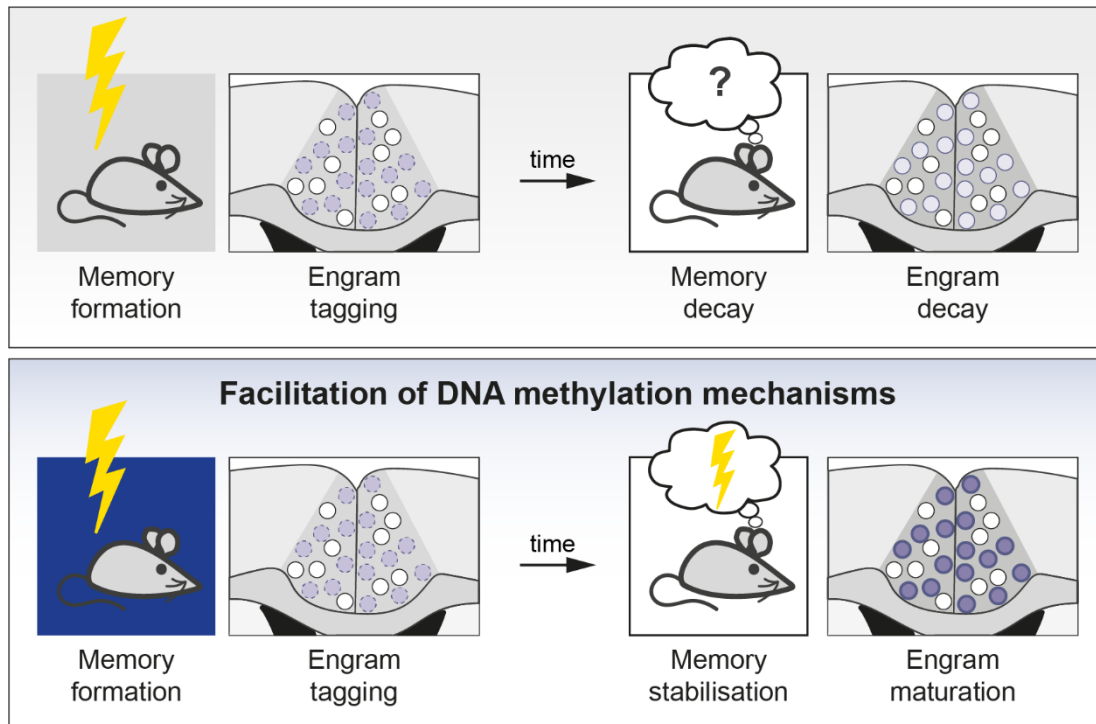 ?
time
Memory
formation
Engram
tagging
Memory
decay
Engram
decay
Facilitation of DNA methylation mechanisms
time
Memory
formation
Engram
tagging
Memory
stabilisation
Engram
maturation